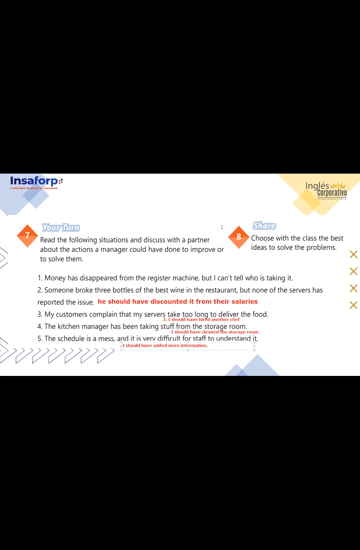 Insaforp
Inglés
Corporativo
7
Your Turn
Read the following situations and discuss with a partner
about the actions a manager could have done to improve or
to solve them.
8
Share
Choose with the class the best
ideas to solve the problems.
1. Money has disappeared from the register machine, but I can't tell who is taking it.
2. Someone broke three bottles of the best wine in the restaurant, but none of the servers has
reported the issue. he should have discounted it from their salaries
3. My customers complain that my servers take too long to deliver the food.
3. I should have hired another chef
4. The kitchen manager has been taking stuff from the storage room.
I should have cleaned the storage room
5. The schedule is a mess, and it is very difficult for staff to understand it.
I should have added more information.